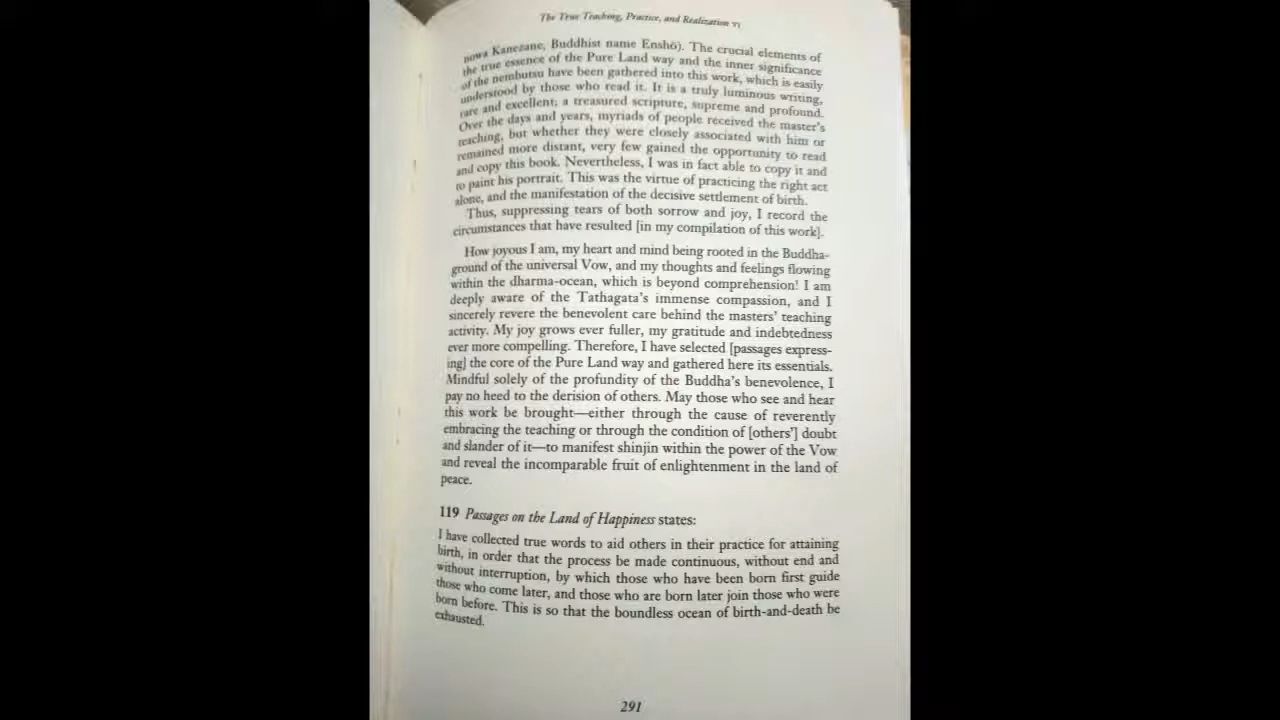 The True Teaching, Practice, and Realization VI
nowa Kanezane, Buddhist name Enshō). The crucial elements of
the true essence of the Pure Land way and the inner significance
of the nembutsu have been gathered into this work, which is easily
understood by those who read it. It is a truly luminous writing,
rare and excellent; a treasured scripture, supreme and profound.
Over the days and years, myriads of people received the master's
teaching, but whether they were closely associated with him or
remained more distant, very few gained the opportunity to read
and copy this book. Nevertheless, I was in fact able to copy it and
to paint his portrait. This was the virtue of practicing the right act
alone, and the manifestation of the decisive settlement of birth.
Thus, suppressing tears of both sorrow and joy, I record the
circumstances that have resulted [in my compilation of this work].
How joyous I am, my heart and mind being rooted in the Buddha-
ground of the universal Vow, and my thoughts and feelings flowing
within the dharma-ocean, which is beyond comprehension! I am
deeply aware of the Tathagata's immense compassion, and I
sincerely revere the benevolent care behind the masters' teaching
activity. My joy grows ever fuller, my gratitude and indebtedness
ever more compelling. Therefore, I have selected [passages express-
ing] the core of the Pure Land way and gathered here its essentials.
Mindful solely of the profundity of the Buddha's benevolence, I
pay no heed to the derision of others. May those who see and hear
this work be brought—either through the cause of reverently
embracing the teaching or through the condition of [others'] doubt
and slander of it—to manifest shinjin within the power of the Vow
and reveal the incomparable fruit of enlightenment in the land of
peace.
119 Passages on the Land of Happiness states:
I have collected true words to aid others in their practice for attaining
birth, in order that the process be made continuous, without end and
without interruption, by which those who have been born first guide
those who come later, and those who are born later join those who were
born before. This is so that the boundless ocean of birth-and-death be
exhausted.
291